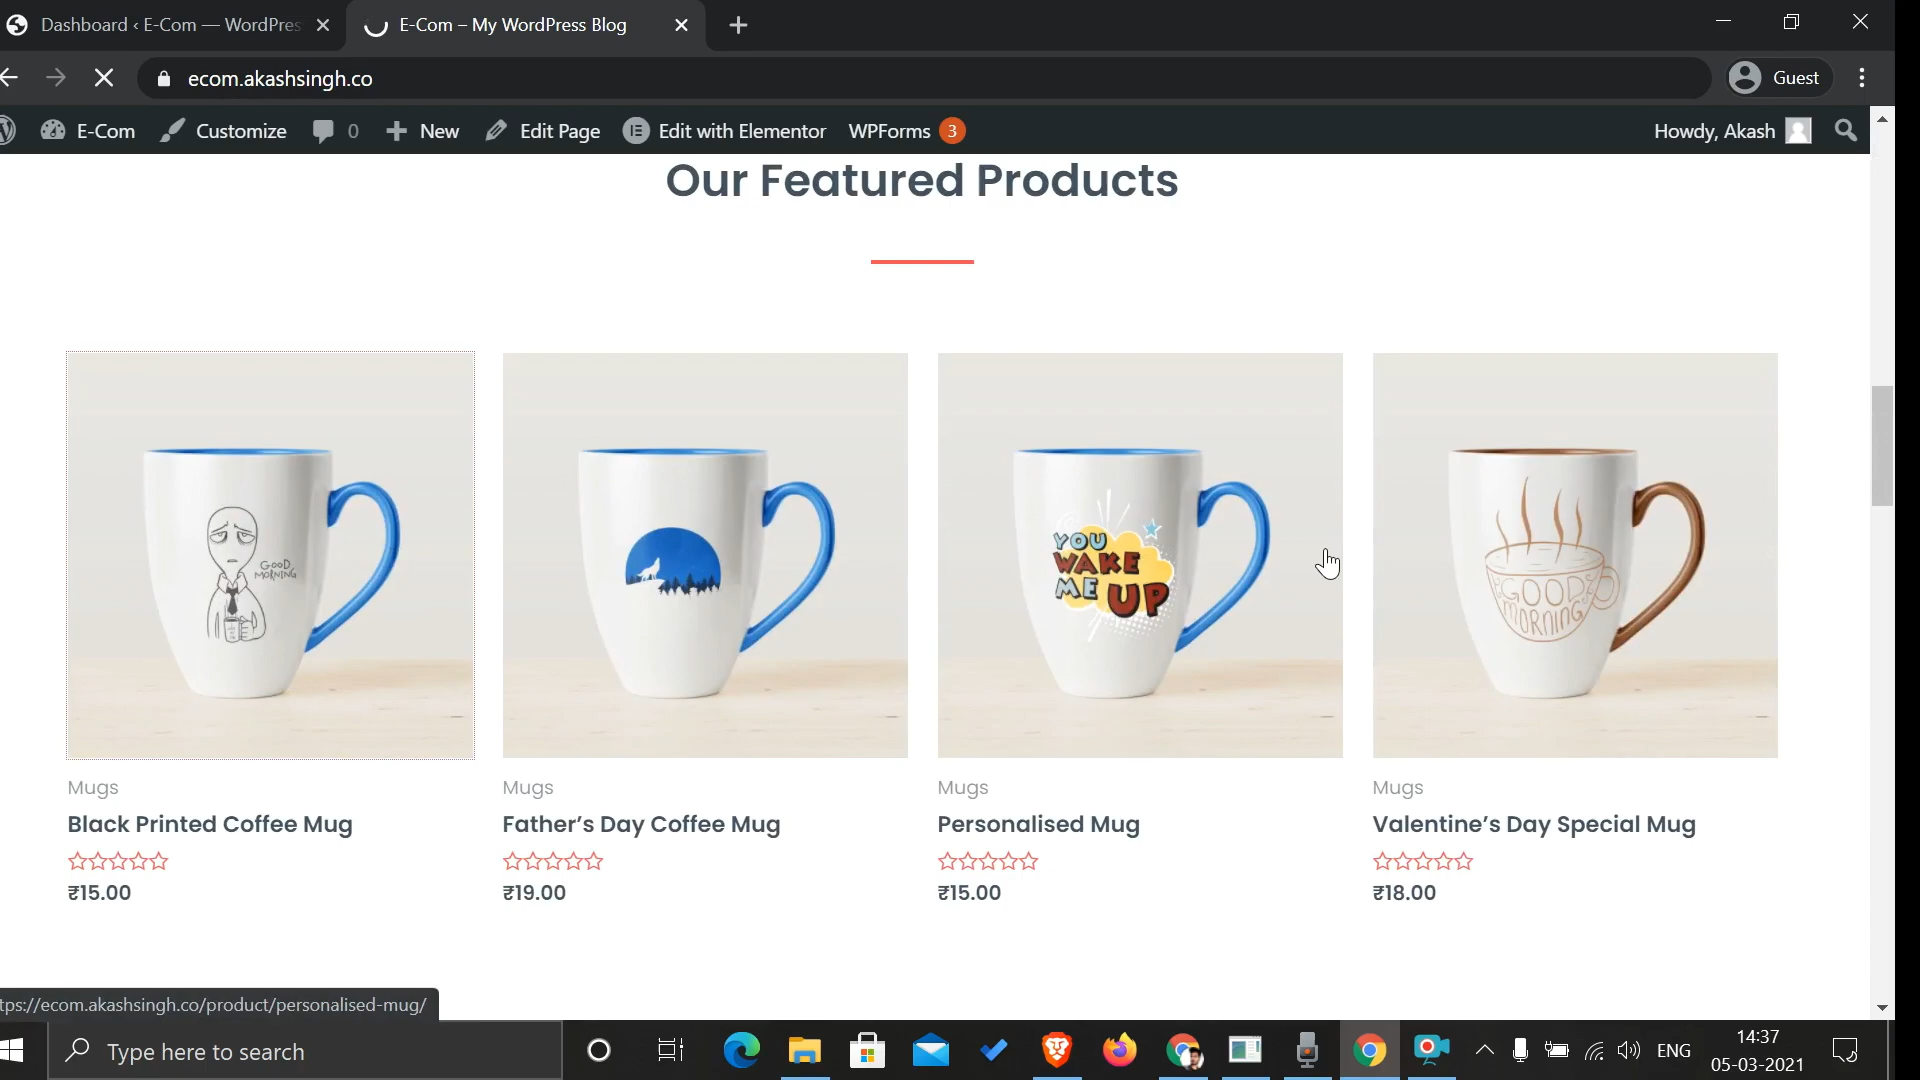 Dashboard ‹ E-Com — WordPres
E-Com – My WordPress Blog
ecom.akashsingh.co
Guest
E-Com
Customize
0
New
Edit Page
Edit with Elementor
WPForms 3
Howdy, Akash
Our Featured Products
GOOD MORNING
YOU
WAKE
ME UP
GOOD
MORNING
Mugs
Black Printed Coffee Mug
₹15.00
Mugs
Father’s Day Coffee Mug
₹19.00
Mugs
Personalised Mug
₹15.00
Mugs
Valentine’s Day Special Mug
₹18.00
tps://ecom.akashsingh.co/product/personalised-mug/
Type here to search
ENG
14:37
05-03-2021